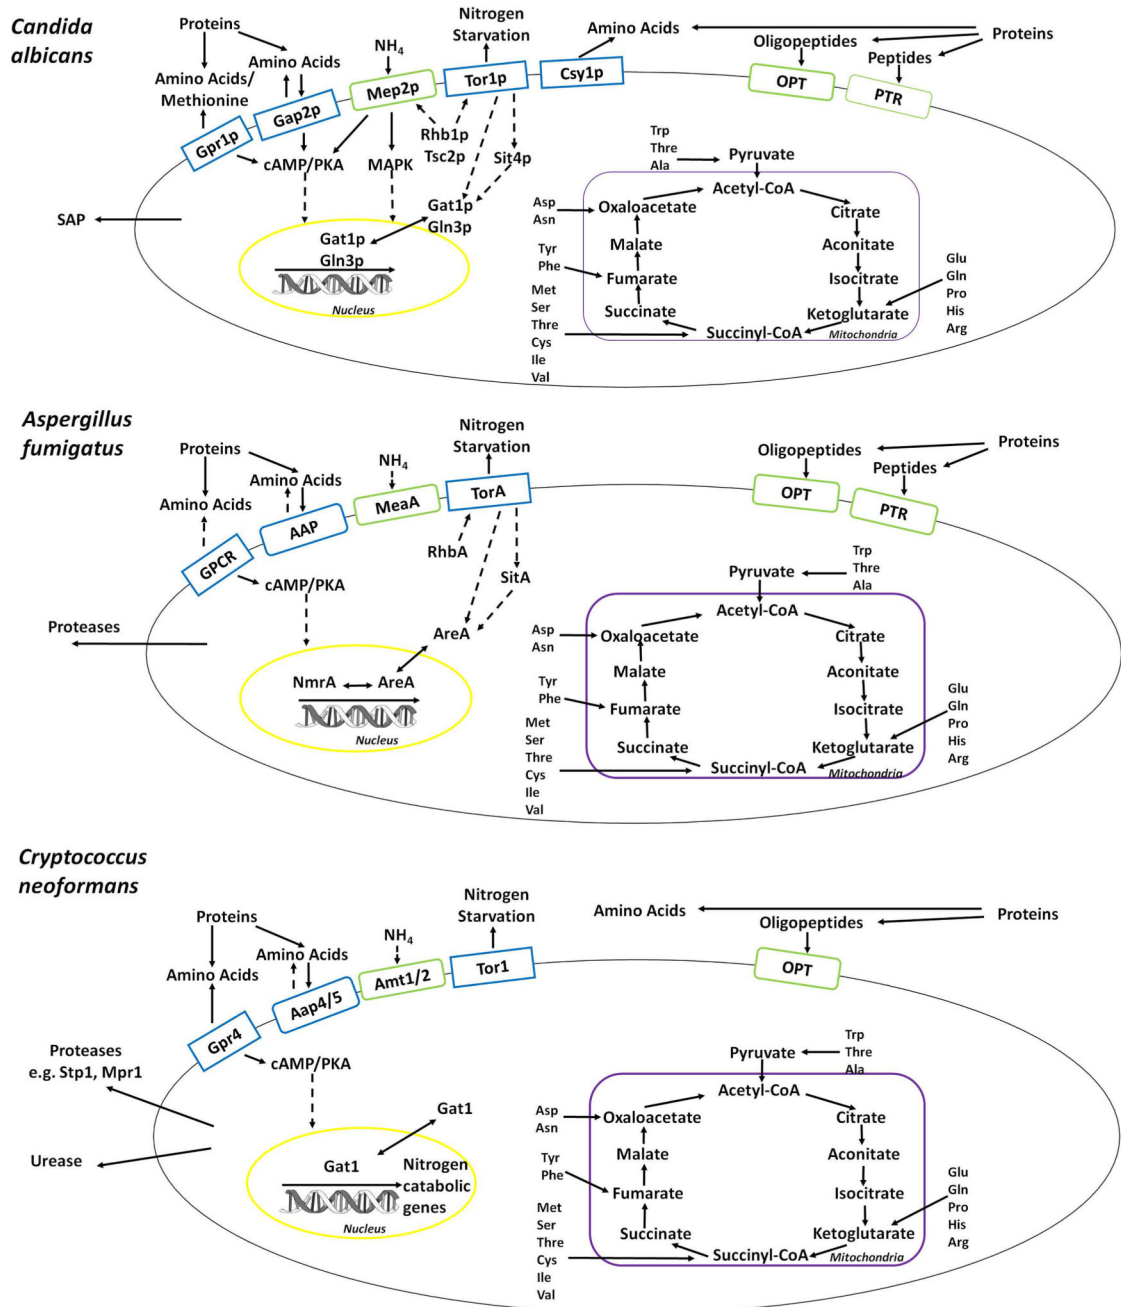 Candida
albicans
Proteins
Amino Acids/
Methionine
Amino Acids
NH4
Nitrogen
Starvation
Amino Acids
Proteins
Oligopeptides
Peptides
Gpr1p
Gap2p
Mep2p
Tor1p
Csy1p
OPT
PTR
cAMP/PKA
MAPK
Rhb1p
Tsc2p
Sit4p
Gat1p
Gln3p
SAP
Gat1p
Gln3p
Nucleus
Trp
Thre
Ala
Pyruvate
Acetyl-CoA
Asp
Asn
Oxaloacetate
Citrate
Malate
Aconitate
Tyr
Phe
Fumarate
Isocitrate
Glu
Gln
Pro
His
Arg
Met
Ser
Thre
Cys
Ile
Val
Succinate
Ketoglutarate
Succinyl-CoA
Mitochondria
Aspergillus
fumigatus
Proteins
Amino Acids
Amino Acids
NH4
Nitrogen
Starvation
Proteins
Oligopeptides
Peptides
GPCR
AAP
MeaA
TorA
OPT
PTR
cAMP/PKA
RhbA
SitA
AreA
Proteases
NmrA
AreA
Nucleus
Pyruvate
Trp
Thre
Ala
Acetyl-CoA
Asp
Asn
Oxaloacetate
Citrate
Malate
Aconitate
Tyr
Phe
Fumarate
Isocitrate
Glu
Gln
Pro
His
Arg
Met
Ser
Thre
Cys
Ile
Val
Succinate
Ketoglutarate
Succinyl-CoA
Mitochondria
Cryptococcus
neoformans
Proteins
Amino Acids
Amino Acids
NH4
Nitrogen
Starvation
Amino Acids
Proteins
Oligopeptides
Gpr4
Aap4/5
Amt1/2
Tor1
OPT
cAMP/PKA
Proteases
e.g. Stp1, Mpr1
Urease
Gat1
Gat1
Nitrogen
catabolic
genes
Nucleus
Pyruvate
Trp
Thre
Ala
Acetyl-CoA
Asp
Asn
Oxaloacetate
Citrate
Malate
Aconitate
Tyr
Phe
Fumarate
Isocitrate
Glu
Gln
Pro
His
Arg
Met
Ser
Thre
Cys
Ile
Val
Succinate
Ketoglutarate
Succinyl-CoA
Mitochondria